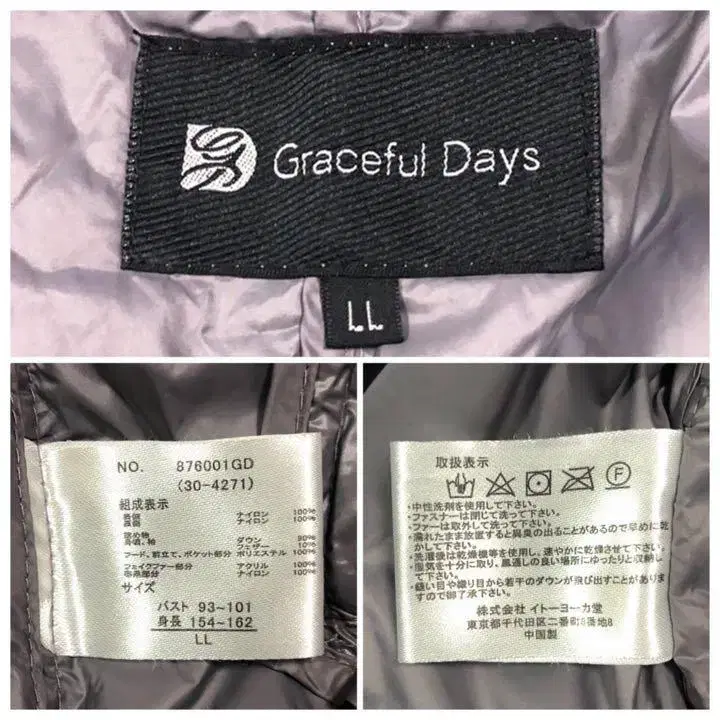 Graceful Days
LL
NO. 876001GD
(30-4271)
組成表示
表地 ナイロン 100%
裏地 ナイロン 100%
詰め物
身頃、袖 ダウン 90%
フェザー 10%
フード、前立て、ポケット部分 ポリエステル 100%
フェイクファー部分 アクリル 100%
ナイロン 100%
サイズ
バスト 93~101
身長 154~162
LL
取扱表示
・中性洗剤を使用して下さい。
・ファスナーは閉じて洗って下さい。
・ファーは取外して洗って下さい。
・濡れたまま放置すると異臭の出ることがあるので早めに乾
かして下さい。
・洗濯後は乾燥機等を使用し、速やかに乾燥させて下さい。
・湿気を十分に取り、風通しの良い場所にゆったりと収納し
て下さい。
・縫い目や織り目から若干のダウンが飛び出すことがありま
すので御了承下さい。
株式会社 イトーヨーカ堂
東京都千代田区二番町8番地8
中国製